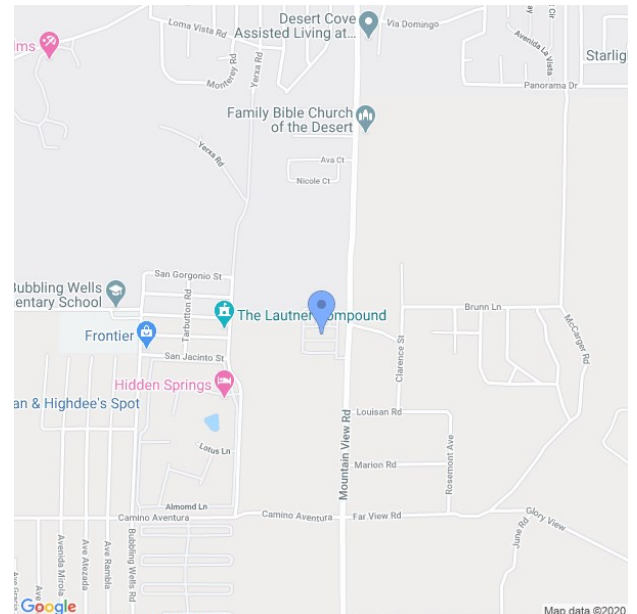 Loma Vista Rd
Desert Cove
Assisted Living at...
Via Domingo
Avenida La Vista
Cir
lms
Monterey Rd
Yerxa Rd
Starligh
Panorama Dr
Family Bible Church
of the Desert
Yerxa Rd
Ava Ct
Nicole Ct
San Gorgonio St
Bubbling Wells
entary School
Tarbutton Rd
The Lautner Compound
Brunn Ln
McCarger Rd
Frontier
San Jacinto St
Clarence St
Hidden Springs
an & Highdee's Spot
Louisan Rd
Lotus Ln
Mountain View Rd
Marion Rd
Rosemont Ave
Almomd Ln
Camino Aventura
Camino Aventura
Far View Rd
Glory View
June Rd
Avenida Mirola
Ave Atezada
Ave Rambla
Bubbling Wells Rd
Google
Map data ©2020